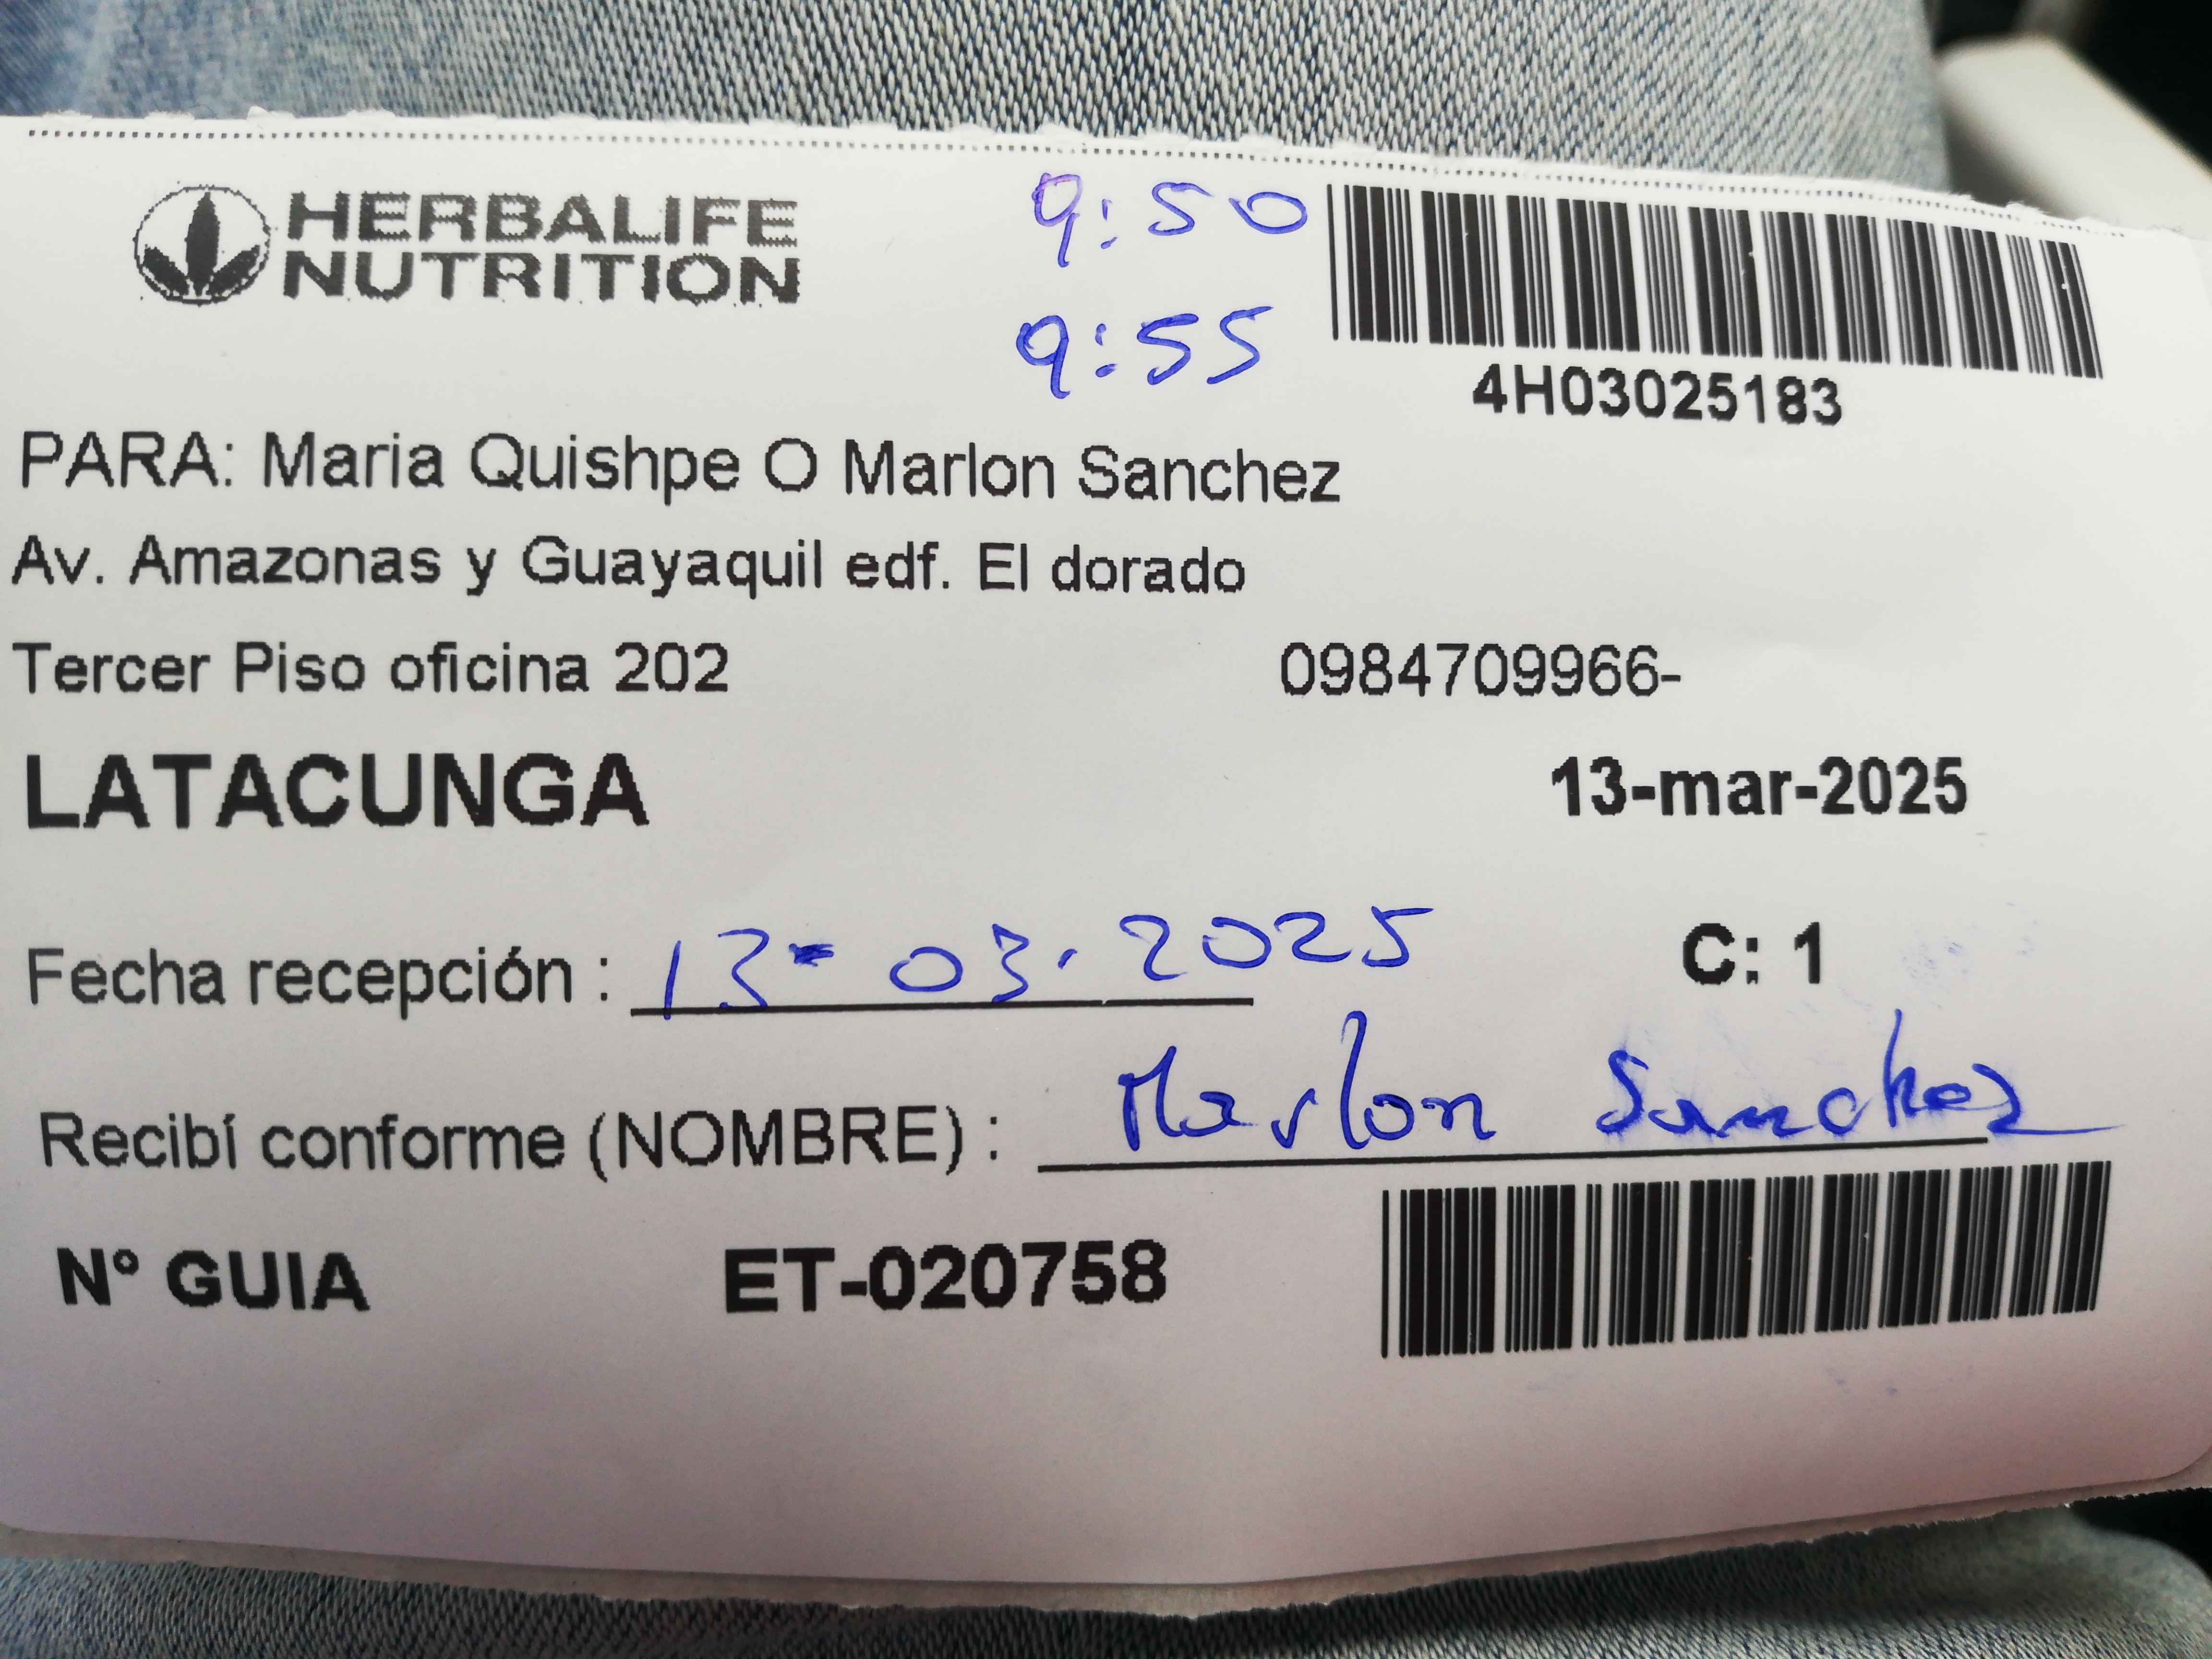 HERBALIFE
NUTRITION
9:50
9:55
4H03025183
PARA: Maria Quishpe O Marlon Sanchez
Av. Amazonas y Guayaquil edf. El dorado
Tercer Piso oficina 202 0984709966-
LATACUNGA 13-mar-2025
Fecha recepción : 13-03.2025 C: 1
Recibí conforme (NOMBRE) : Marlon Sanchez
N° GUIA ET-020758